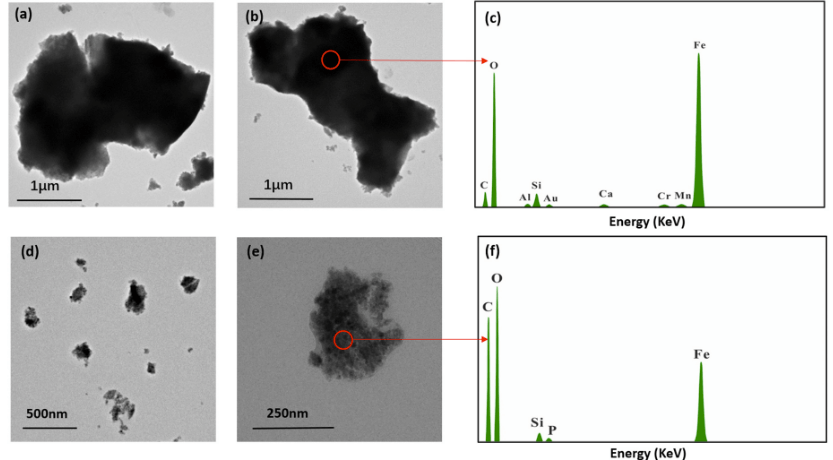 (a)
1μm
(b)
1μm
(c)
C
O
Al
Si
Au
Ca
Cr
Mn
Fe
Energy (KeV)
(d)
500nm
(e)
250nm
(f)
C
O
Si
P
Fe
Energy (KeV)